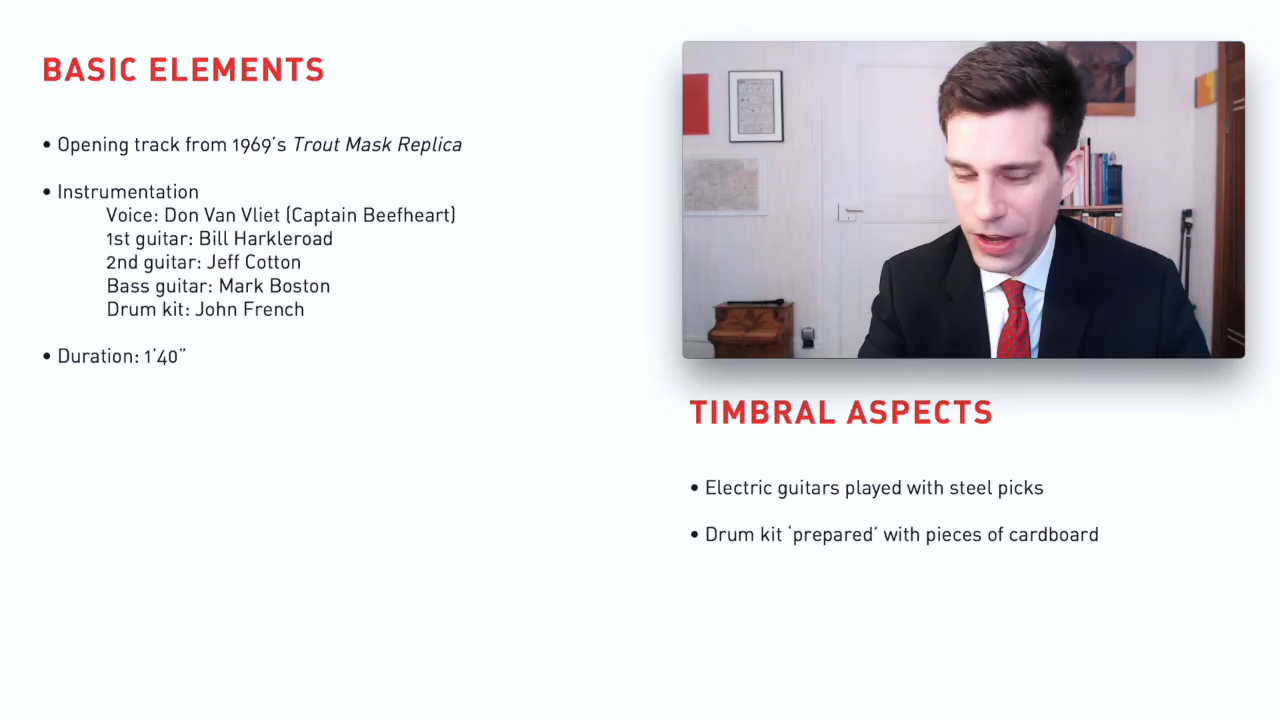 BASIC ELEMENTS
• Opening track from 1969’s Trout Mask Replica
• Instrumentation
Voice: Don Van Vliet (Captain Beefheart)
1st guitar: Bill Harkleroad
2nd guitar: Jeff Cotton
Bass guitar: Mark Boston
Drum kit: John French
• Duration: 1’40”
TIMBRAL ASPECTS
• Electric guitars played with steel picks
• Drum kit ‘prepared’ with pieces of cardboard